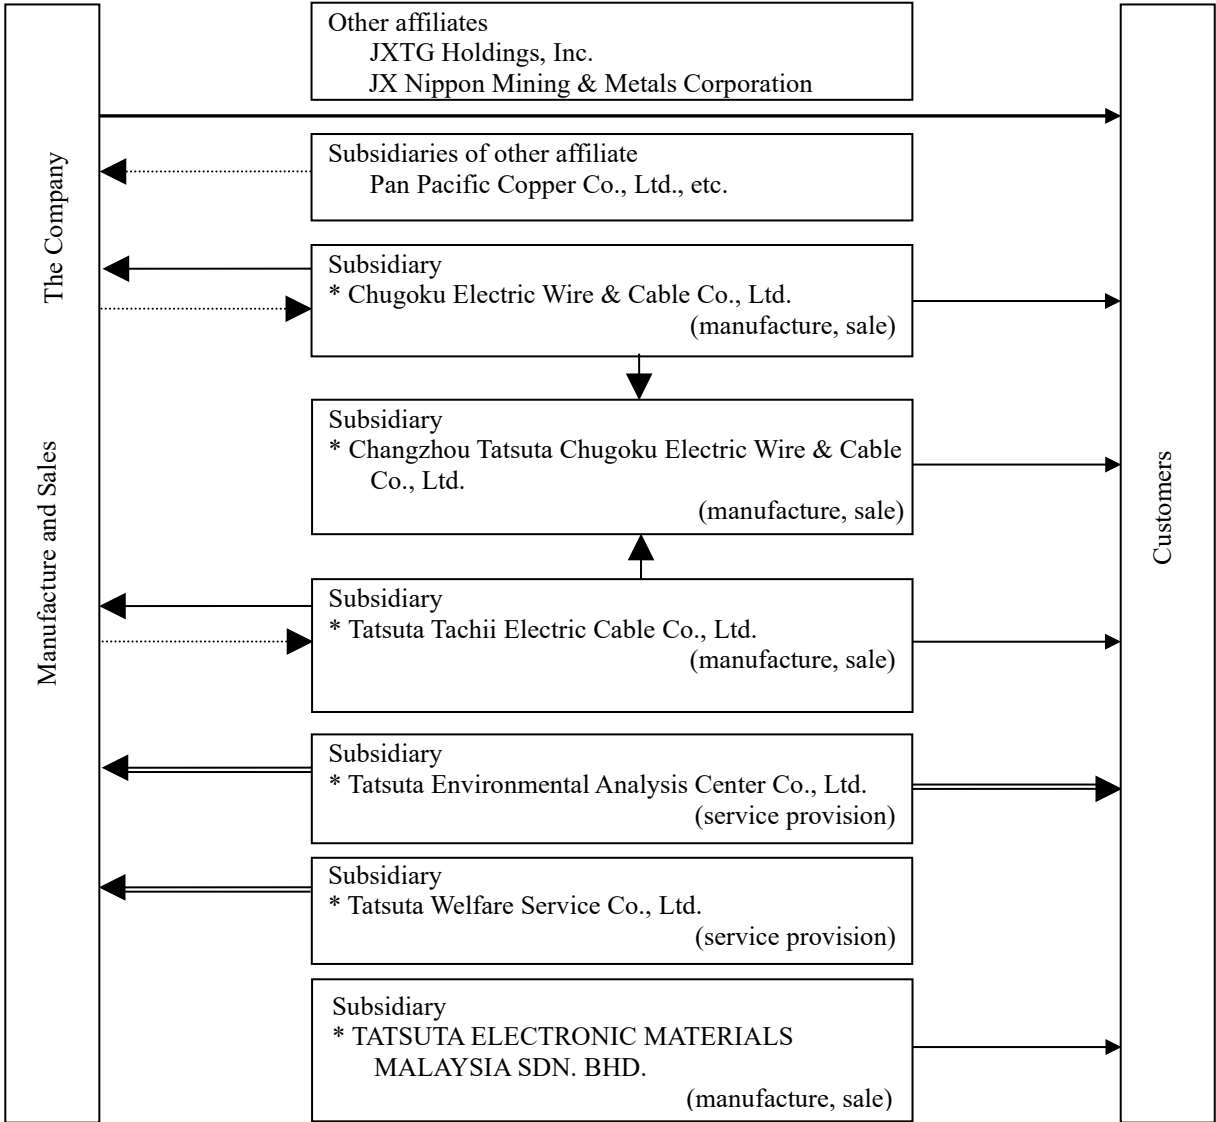 Other affiliates
JXTG Holdings, Inc.
JX Nippon Mining & Metals Corporation
The Company
Manufacture and Sales
Subsidiaries of other affiliate
Pan Pacific Copper Co., Ltd., etc.
Subsidiary
* Chugoku Electric Wire & Cable Co., Ltd.
(manufacture, sale)
Subsidiary
* Changzhou Tatsuta Chugoku Electric Wire & Cable
Co., Ltd.
(manufacture, sale)
Subsidiary
* Tatsuta Tachii Electric Cable Co., Ltd.
(manufacture, sale)
Subsidiary
* Tatsuta Environmental Analysis Center Co., Ltd.
(service provision)
Subsidiary
* Tatsuta Welfare Service Co., Ltd.
(service provision)
Subsidiary
* TATSUTA ELECTRONIC MATERIALS
MALAYSIA SDN. BHD.
(manufacture, sale)
Customers